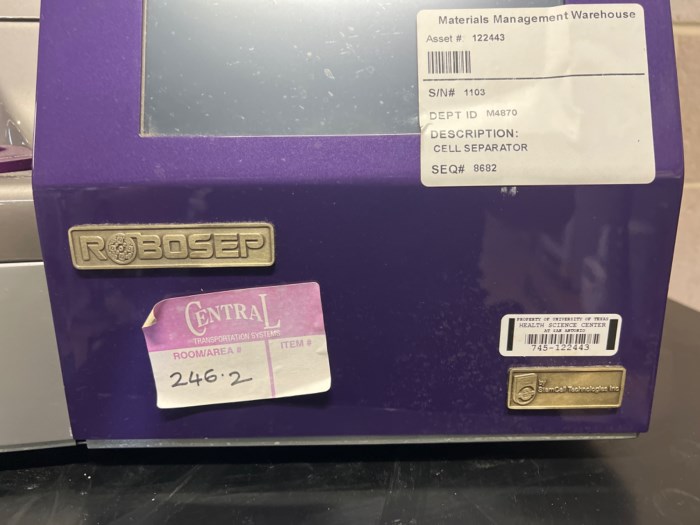 Materials Management Warehouse
Asset #: 122443
S/N# 1103
DEPT ID M4870
DESCRIPTION:
CELL SEPARATOR
SEQ# 8682
ROBOSEP
CENTRAL
TRANSPORTATION SYSTEMS
ROOM/AREA # ITEM #
246.2
PROPERTY OF UNIVERSITY OF TEXAS
HEALTH SCIENCE CENTER
AT SAN ANTONIO
745-122443
StemCell Technologies Inc